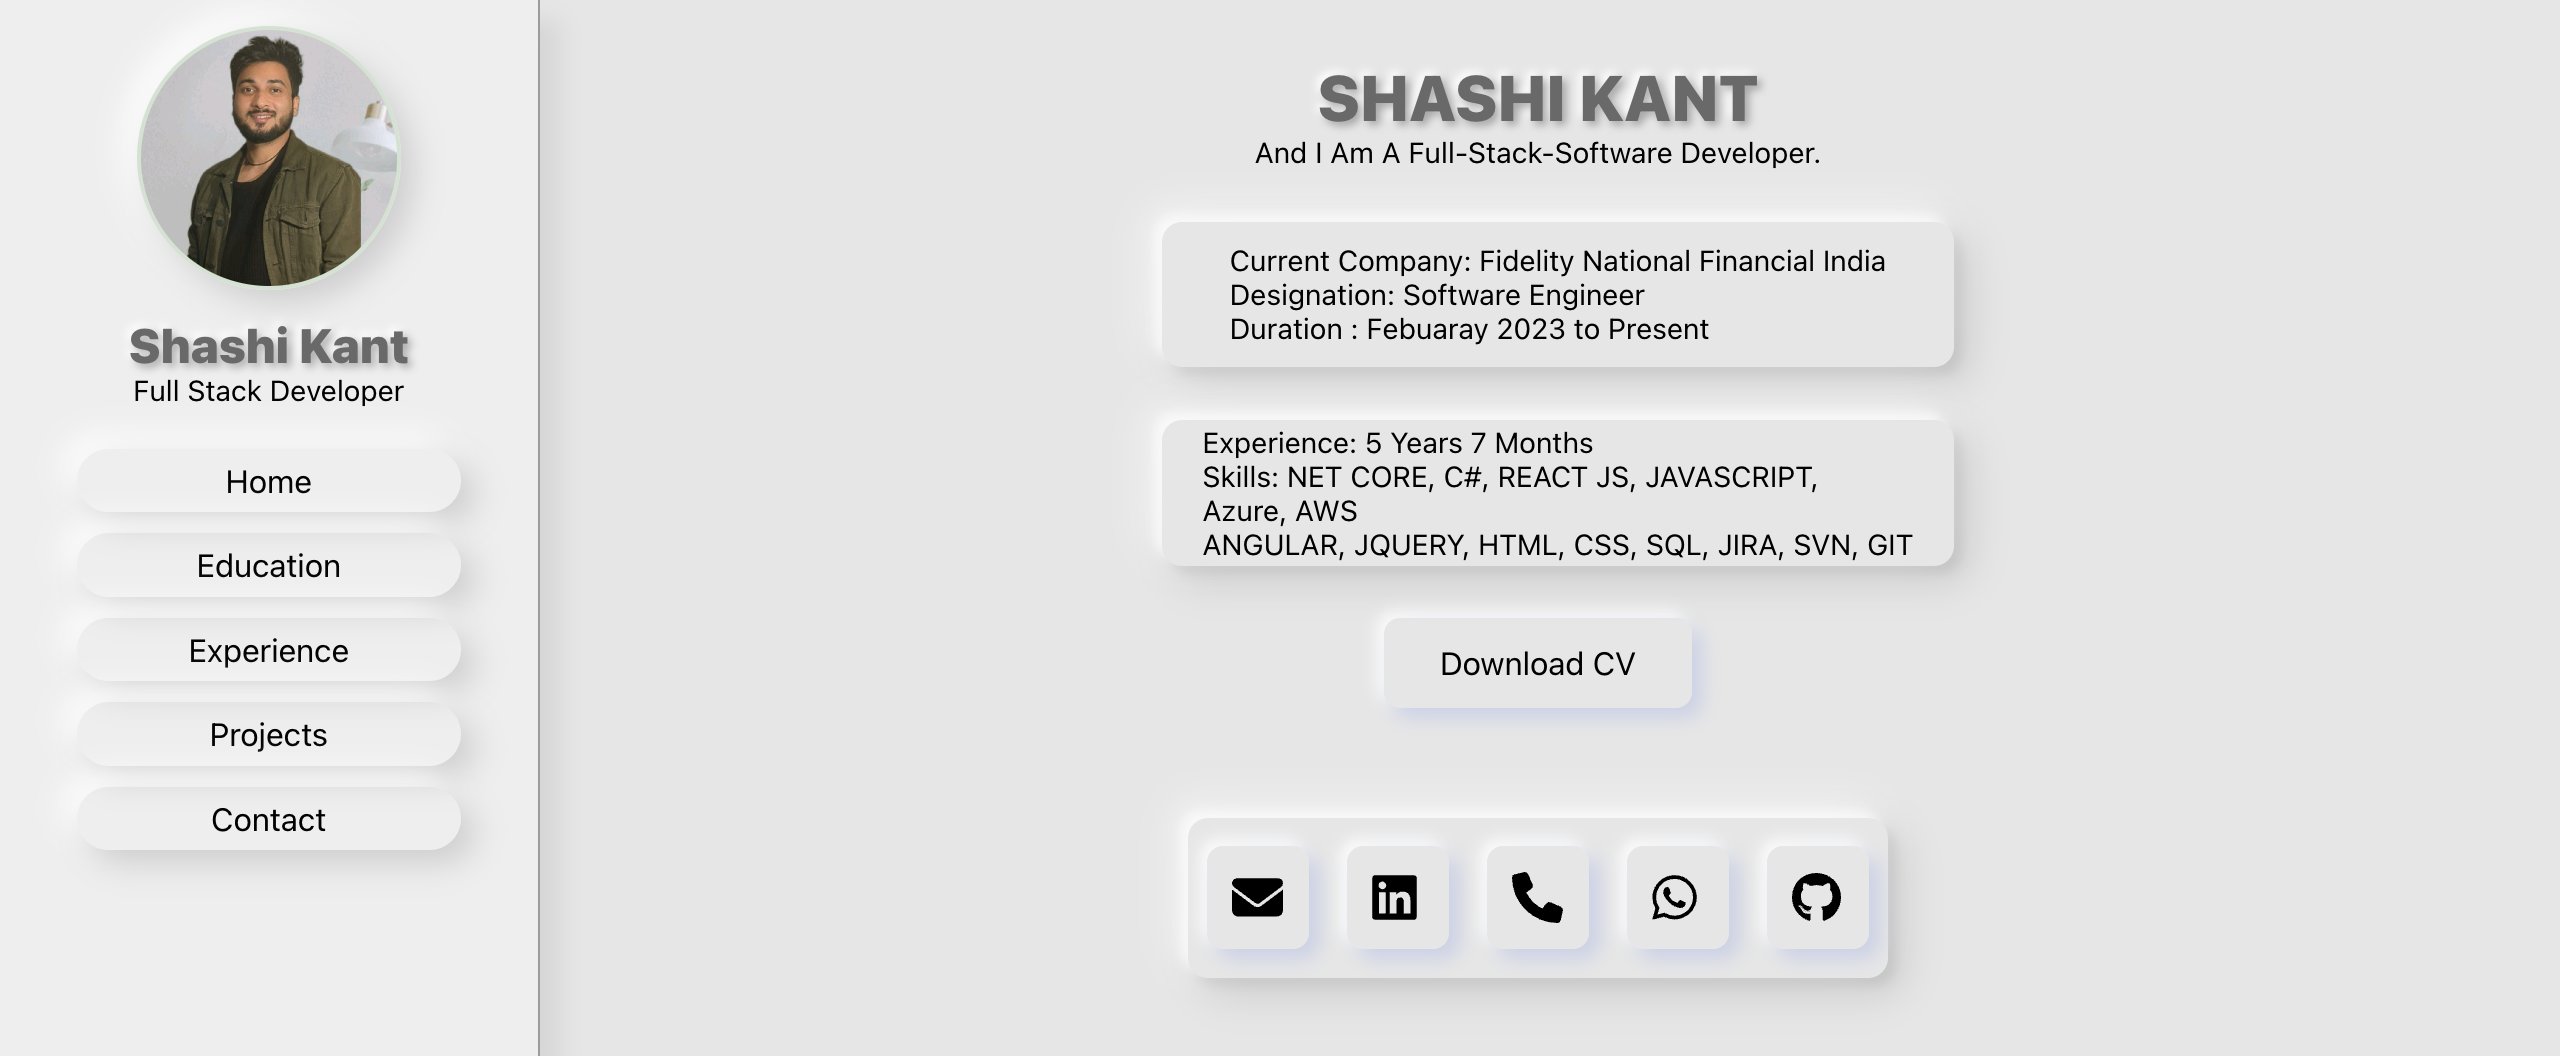 Shashi Kant
Full Stack Developer
Home
Education
Experience
Projects
Contact
SHASHI KANT
And I Am A Full-Stack-Software Developer.
Current Company: Fidelity National Financial India
Designation: Software Engineer
Duration : Febuaray 2023 to Present
Experience: 5 Years 7 Months
Skills: NET CORE, C#, REACT JS, JAVASCRIPT,
Azure, AWS
ANGULAR, JQUERY, HTML, CSS, SQL, JIRA, SVN, GIT
Download CV
in